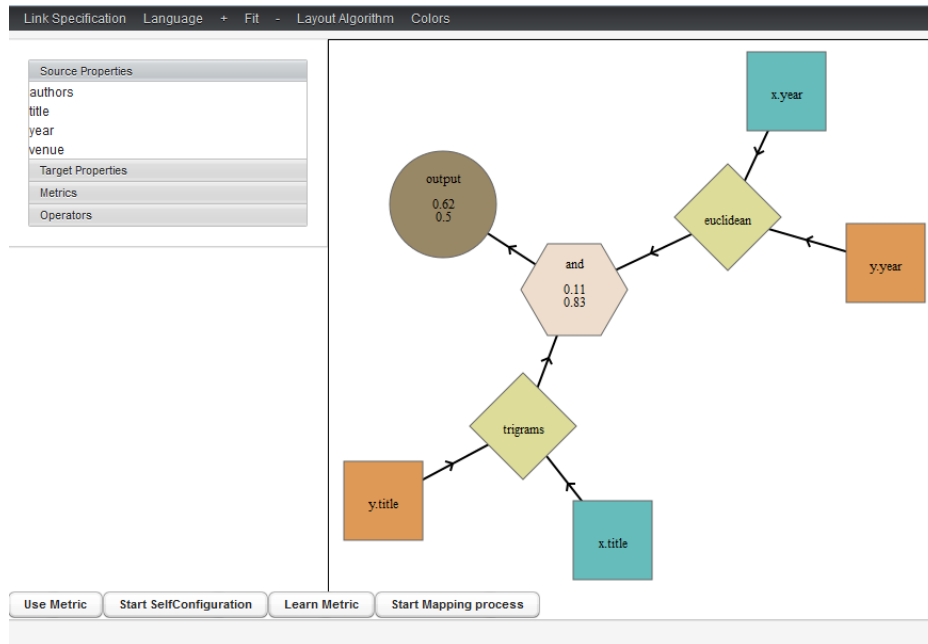 Link Specification Language + Fit - Layout Algorithm Colors
Source Properties
authors
title
year
venue
Target Properties
Metrics
Operators
x.year
output
0.62
0.5
euclidean
y.year
and
0.11
0.83
trigrams
y.title
x.title
Use Metric Start SelfConfiguration Learn Metric Start Mapping process